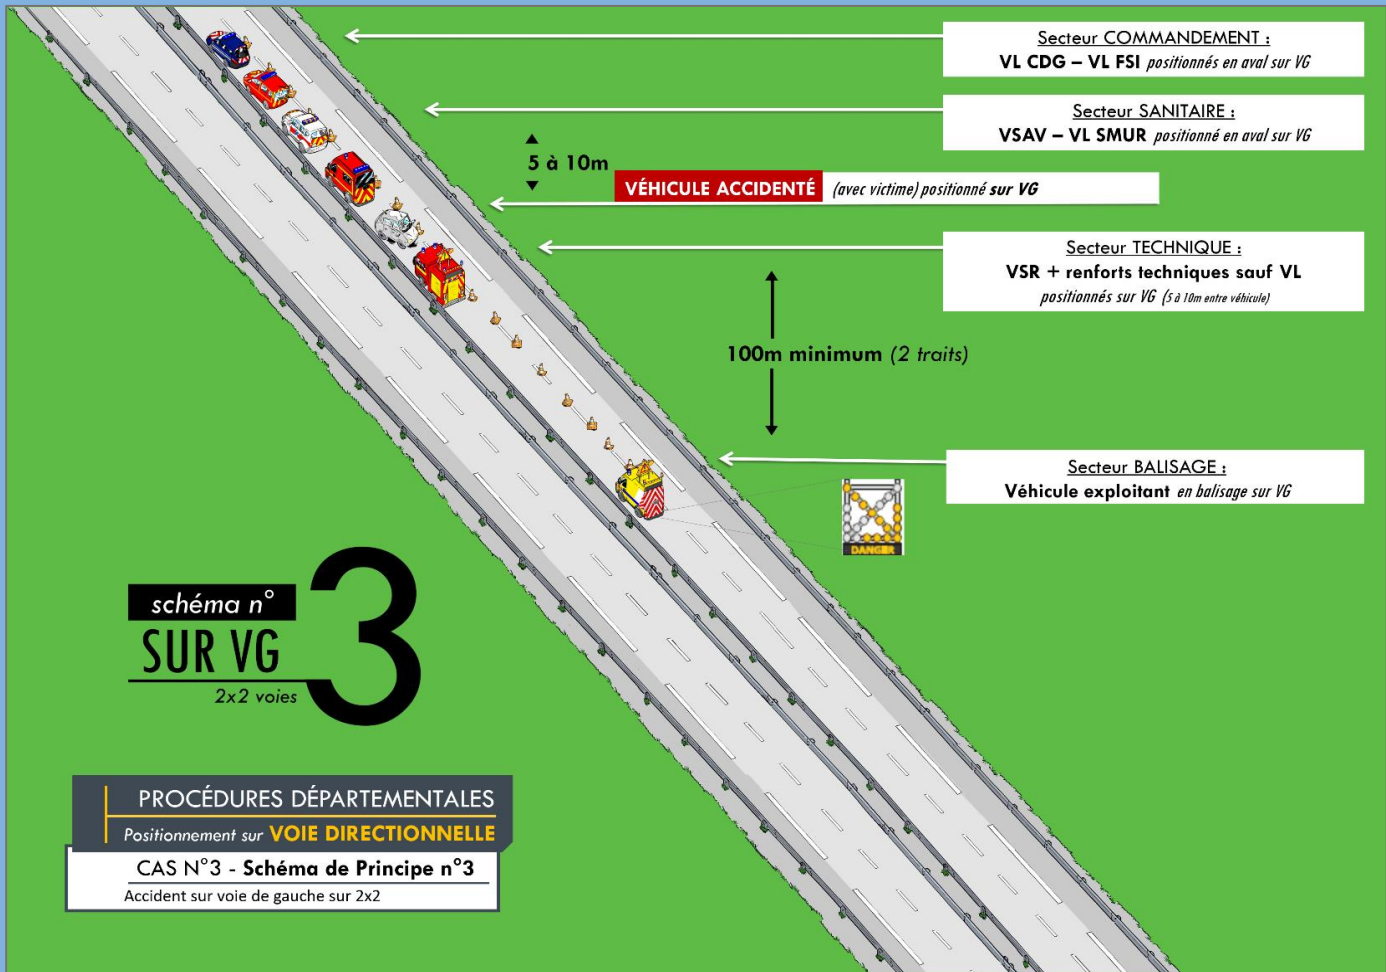 Secteur COMMANDEMENT :
VL CDG – VL FSI positionnés en aval sur VG
Secteur SANITAIRE :
VSAV – VL SMUR positionné en aval sur VG
5 à 10m
VÉHICULE ACCIDENTÉ (avec victime) positionné sur VG
Secteur TECHNIQUE :
VSR + renforts techniques sauf VL
positionnés sur VG (5 à 10m entre véhicule)
100m minimum (2 traits)
Secteur BALISAGE :
Véhicule exploitant en balisage sur VG
DANGER
schéma n°
3
SUR VG
2x2 voies
PROCÉDURES DÉPARTEMENTALES
Positionnement sur VOIE DIRECTIONNELLE
CAS N°3 - Schéma de Principe n°3
Accident sur voie de gauche sur 2x2